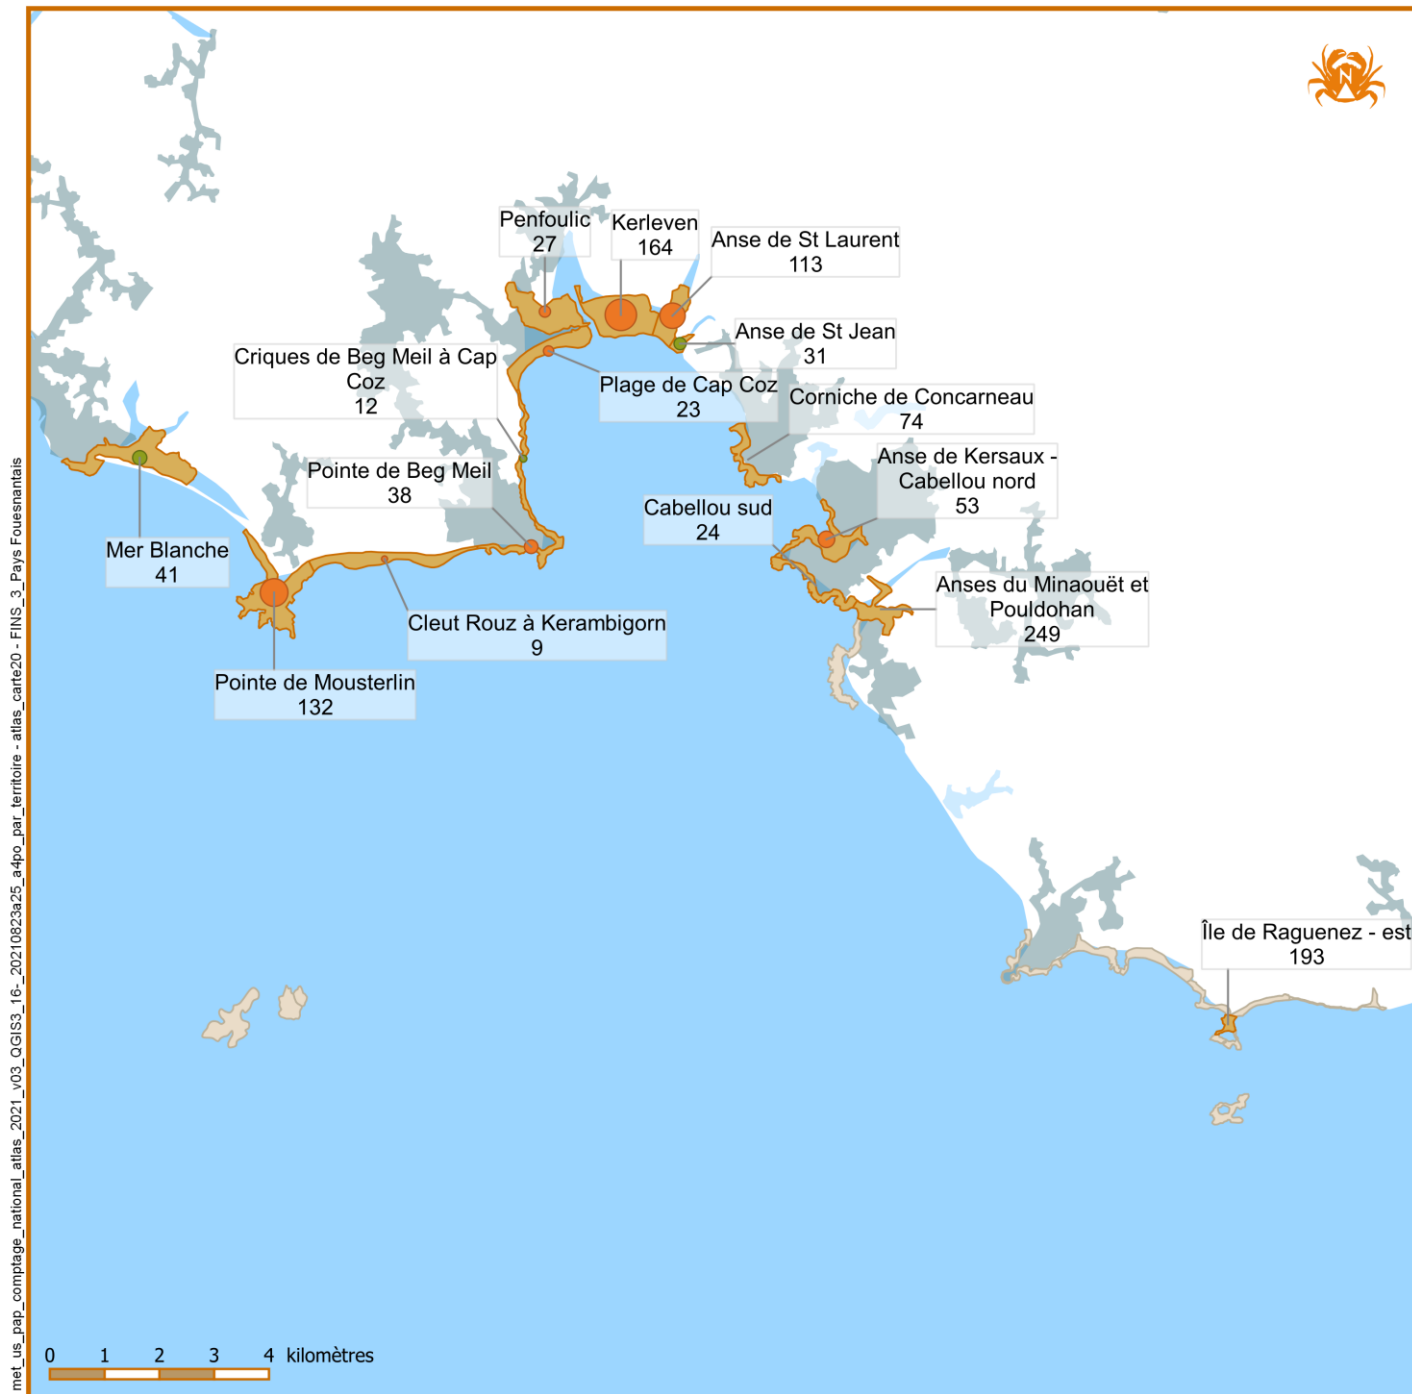 N
Penfoulic
27
Kerleven
164
Anse de St Laurent
113
Anse de St Jean
31
Criques de Beg Meil à Cap
Coz
12
Plage de Cap Coz
23
Corniche de Concarneau
74
Pointe de Beg Meil
38
Anse de Kersaux -
Cabellou nord
53
Cabellou sud
24
Mer Blanche
41
Anses du Minaouët et
Pouldohan
249
Cleut Rouz à Kerambigorn
9
Pointe de Mousterlin
132
Île de Raguenez - est
193
0 1 2 3 4 kilomètres
met_us_pap_comptage_national_atlas_2021_v03_QGIS3_16-_20210823a25_a4po_par_territoire - atlas_carte20 - FINS_3_Pays Fouesnantais